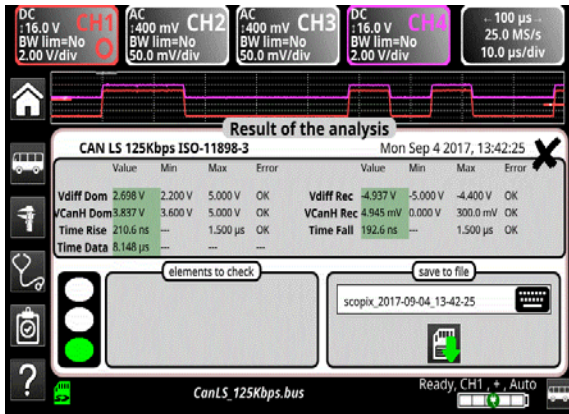 DC CH1 AC CH2 AC CH3 DC CH4 ←100 µs→
:16.0 V :400 mV :400 mV :16.0 V 25.0 MS/s
BW lim=No BW lim=No BW lim=No BW lim=No 10.0 µs/div
2.00 V/div 50.0 mV/div 50.0 mV/div 2.00 V/div
Result of the analysis
CAN LS 125Kbps ISO-11898-3 Mon Sep 4 2017, 13:42:25
Value Min Max Error Value Min Max Error
Vdiff Dom 2.698 V 2.200 V 5.000 V OK Vdiff Rec -4.937 V -5.000 V -4.400 V OK
VCanH Dom 3.837 V 3.600 V 5.000 V OK VCanH Rec 4.945 mV 0.000 V 300.0 mV OK
Time Rise 210.6 ns --- 1.500 µs OK Time Fall 192.6 ns --- 1.500 µs OK
Time Data 8.148 µs --- --- ---
elements to check save to file
scopix_2017-09-04_13-42-25
?
CanLS_125Kbps.bus Ready, CH1 , + , Auto